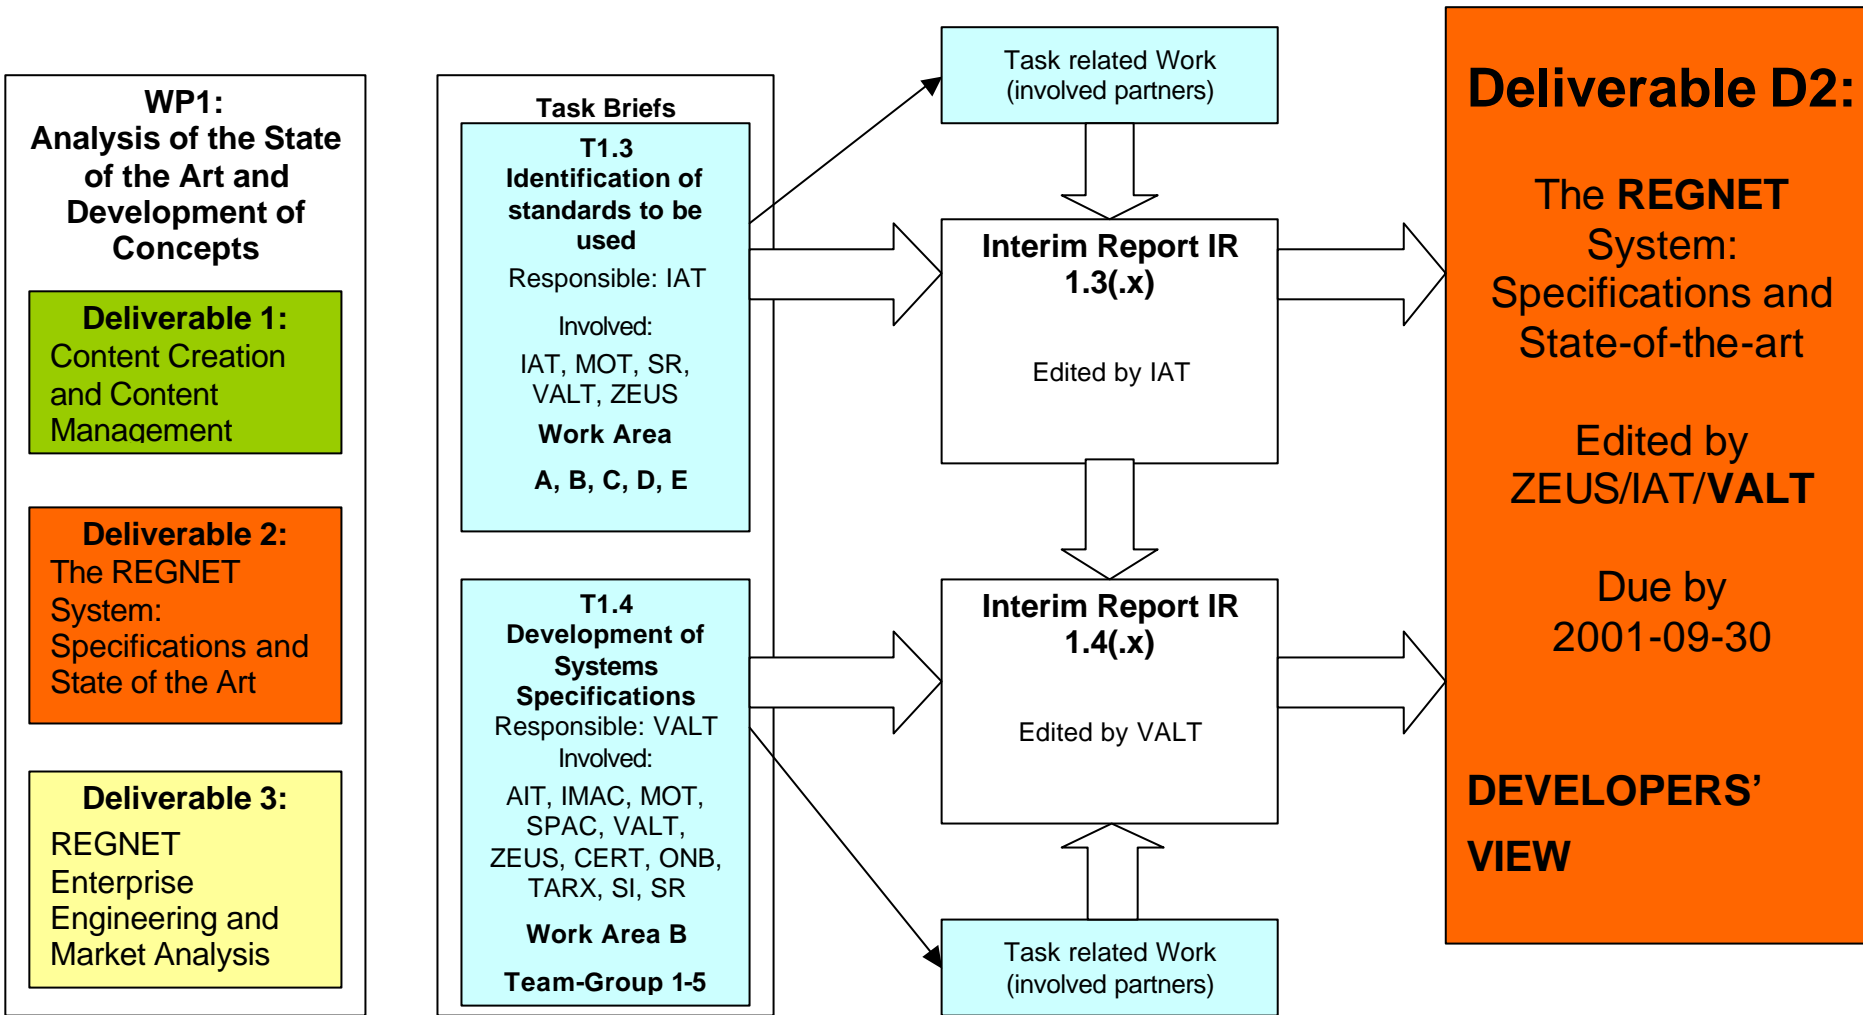 WP1:
Analysis of the State
of the Art and
Development of
Concepts
Deliverable 1:
Content Creation
and Content
Management
Deliverable 2:
The REGNET
System:
Specifications and
State of the Art
Deliverable 3:
REGNET
Enterprise
Engineering and
Market Analysis
Task Briefs
T1.3
Identification of
standards to be
used
Responsible: IAT
Involved:
IAT, MOT, SR,
VALT, ZEUS
Work Area
A, B, C, D, E
T1.4
Development of
Systems
Specifications
Responsible: VALT
Involved:
AIT, IMAC, MOT,
SPAC, VALT,
ZEUS, CERT, ONB,
TARX, SI, SR
Work Area B
Team-Group 1-5
Task related Work
(involved partners)
Interim Report IR
1.3(.x)
Edited by IAT
Interim Report IR
1.4(.x)
Edited by VALT
Task related Work
(involved partners)
Deliverable D2:
The REGNET
System:
Specifications and
State-of-the-art
Edited by
ZEUS/IAT/VALT
Due by
2001-09-30
DEVELOPERS’
VIEW